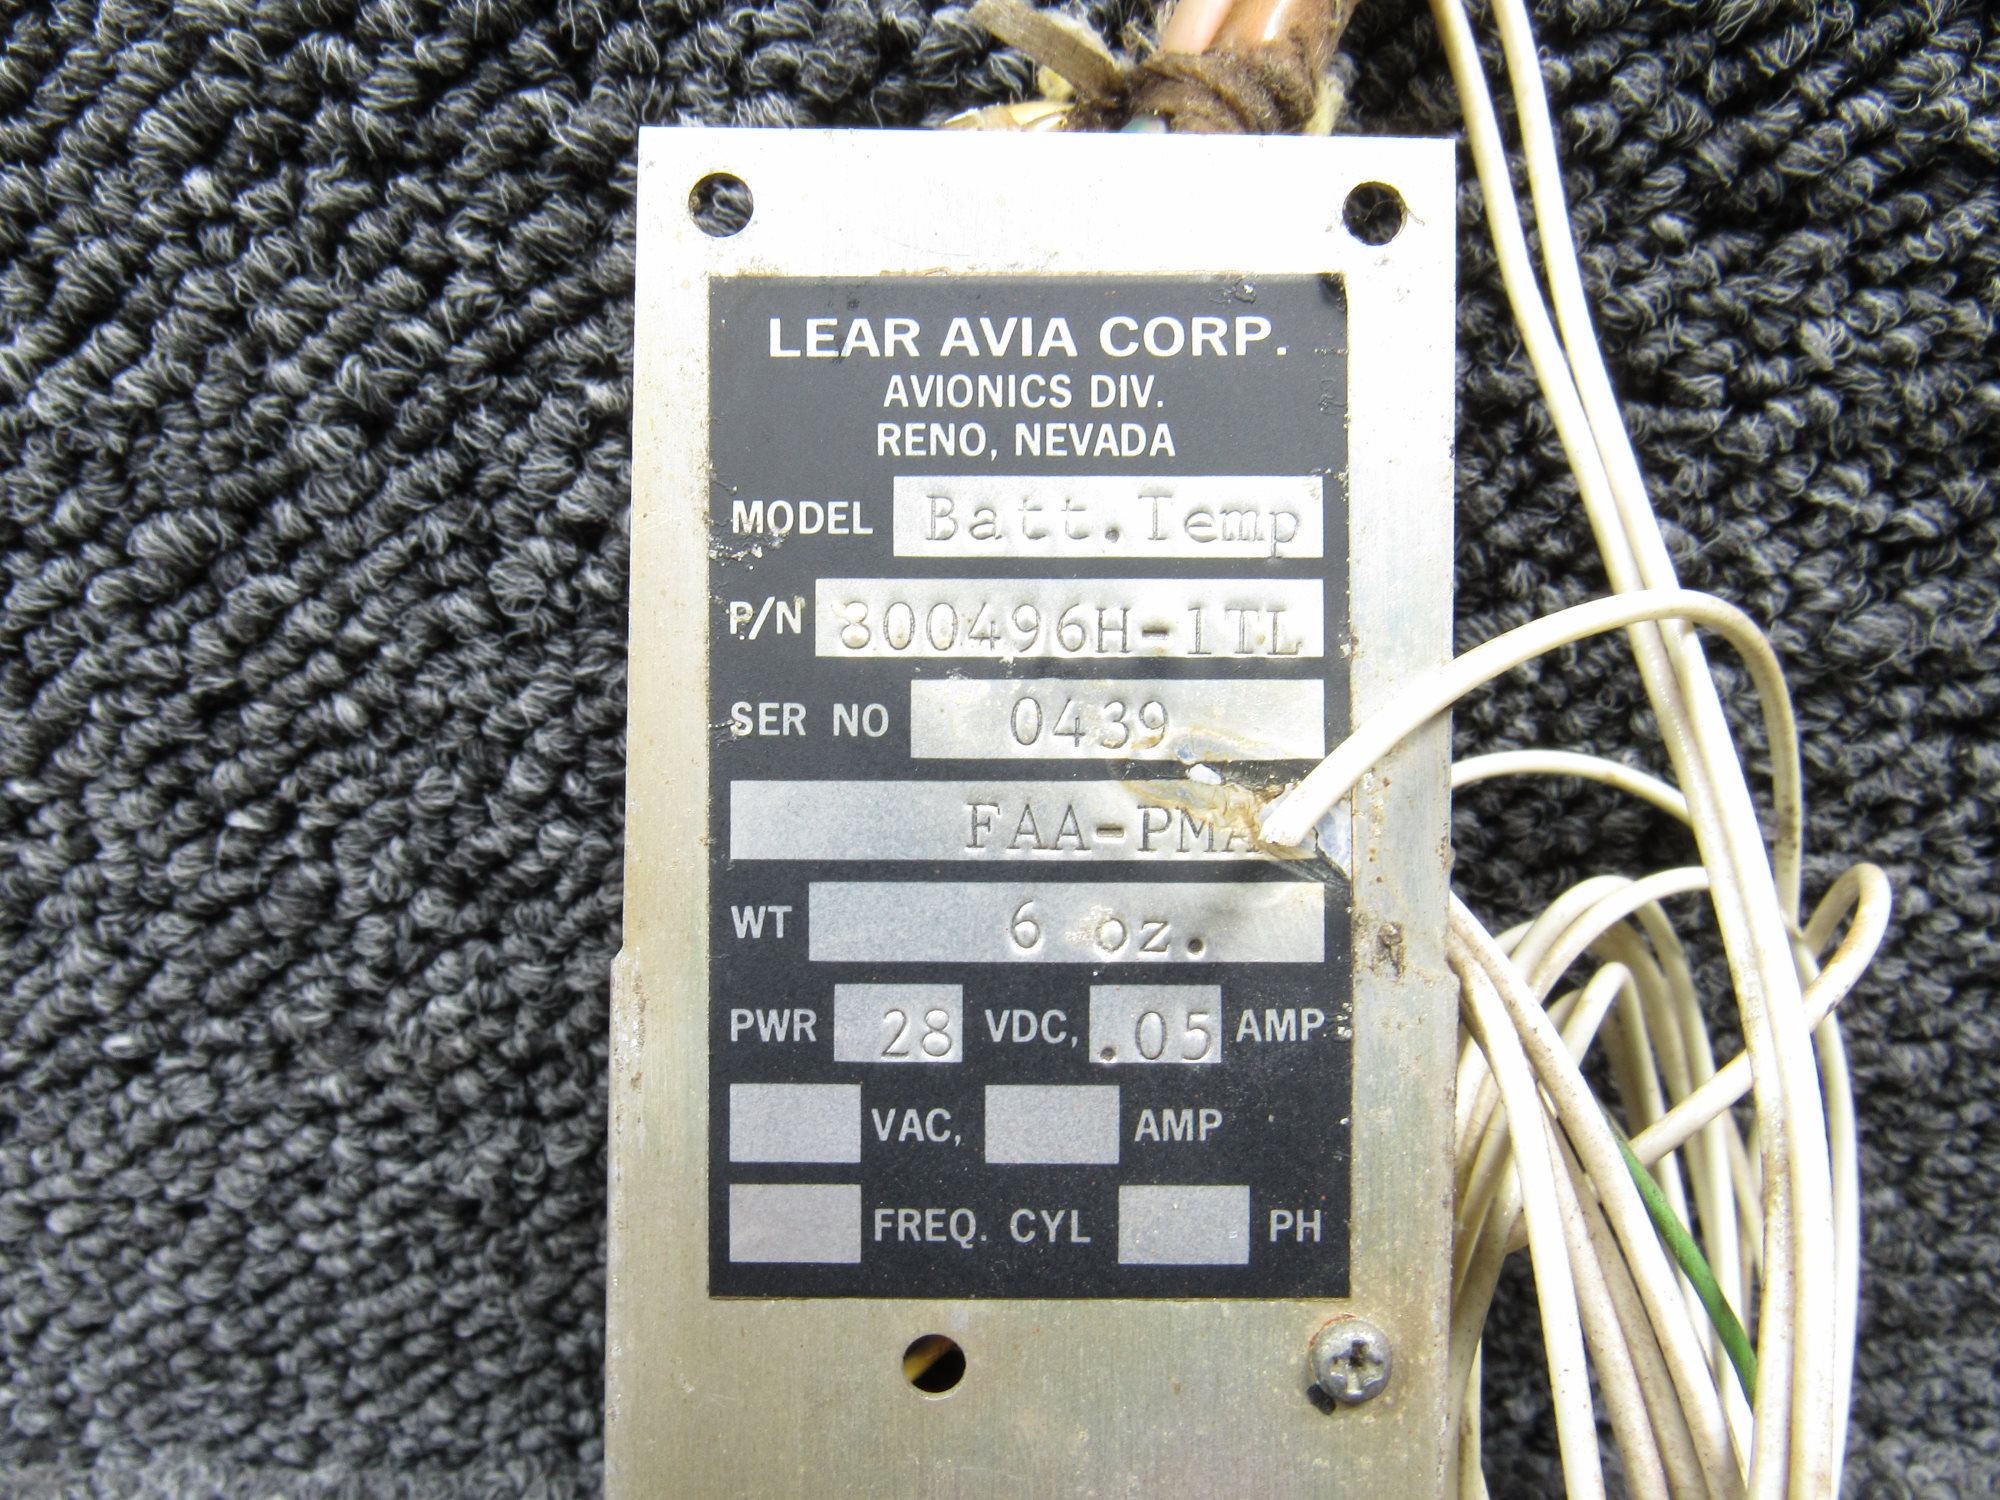 LEAR AVIA CORP.
AVIONICS DIV.
RENO, NEVADA
MODEL Batt.Temp
P/N 800496H-1TL
SER NO 0439
FAA-PMA
WT 6 oz.
PWR 28 VDC, .05 AMP
VAC, AMP
FREQ. CYL PH